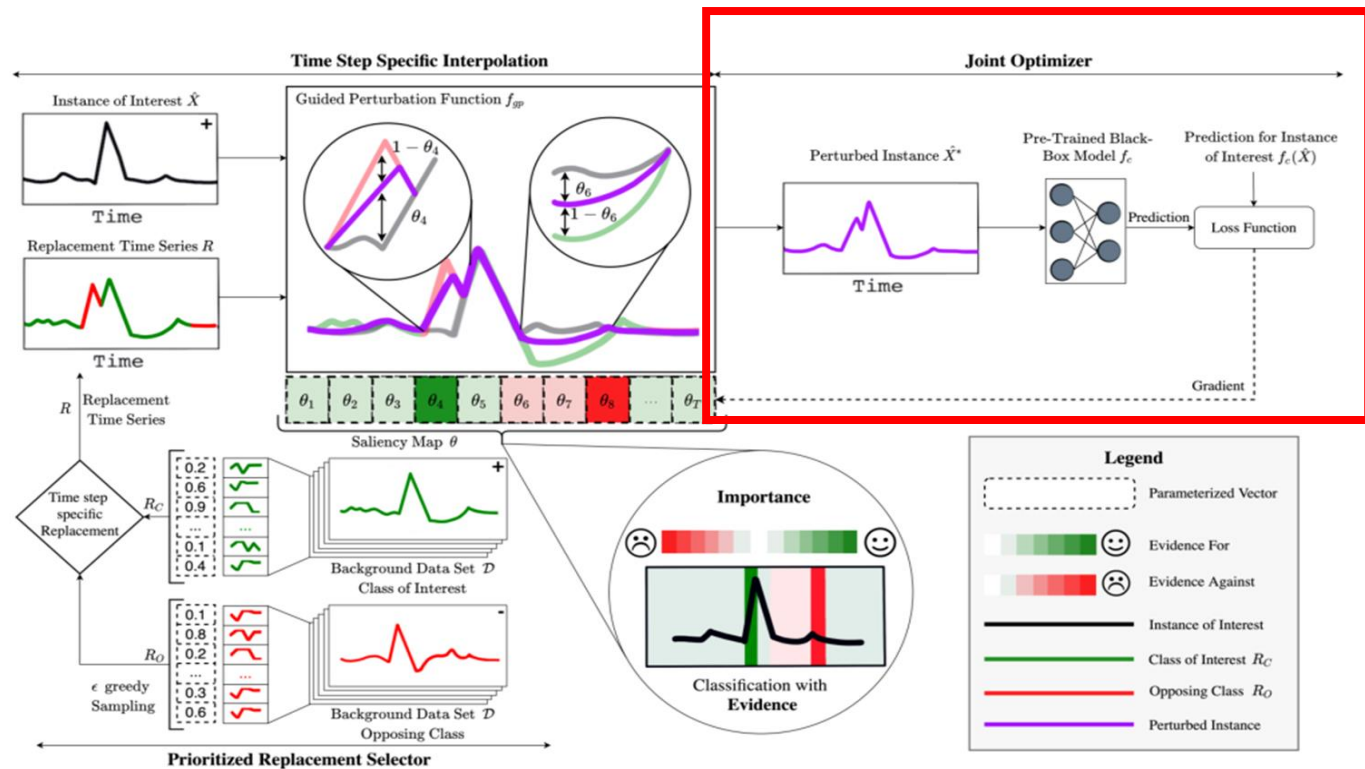 Time Step Specific Interpolation
Joint Optimizer
Instance of Interest X̂
+
Time
Replacement Time Series R
Time
Guided Perturbation Function f_gp
1 − θ₄
θ₄
θ₆
1 − θ₆
Perturbed Instance X̂*
Time
Pre-Trained Black-
Box Model f_c
Prediction
Prediction for Instance
of Interest f_c(X̂)
Loss Function
Gradient
θ₁ θ₂ θ₃ θ₄ θ₅ θ₆ θ₇ θ₈ ... θ_T
Saliency Map θ
R
Replacement
Time Series
Time step
specific
Replacement
R_C
0.2
0.6
0.9
... ...
0.1
0.4
+
Background Data Set 𝒟
Class of Interest
R_O
ϵ greedy
Sampling
0.1
0.8
0.2
... ...
0.3
0.6
-
Background Data Set 𝒟
Opposing Class
Prioritized Replacement Selector
Importance
Classification with
Evidence
Legend
Parameterized Vector
Evidence For
Evidence Against
Instance of Interest
Class of Interest R_C
Opposing Class R_O
Perturbed Instance